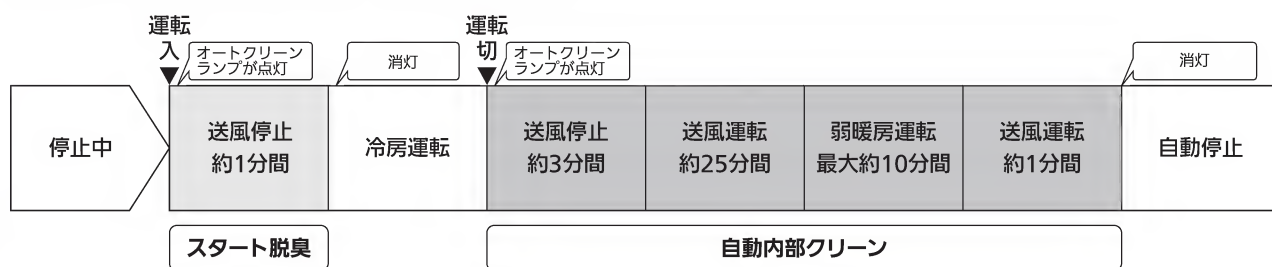 運転
入
オートクリーン
ランプが点灯
消灯
運転
切
オートクリーン
ランプが点灯
消灯
停止中
送風停止
約1分間
冷房運転
送風停止
約3分間
送風運転
約25分間
弱暖房運転
最大約10分間
送風運転
約1分間
自動停止
スタート脱臭
自動内部クリーン